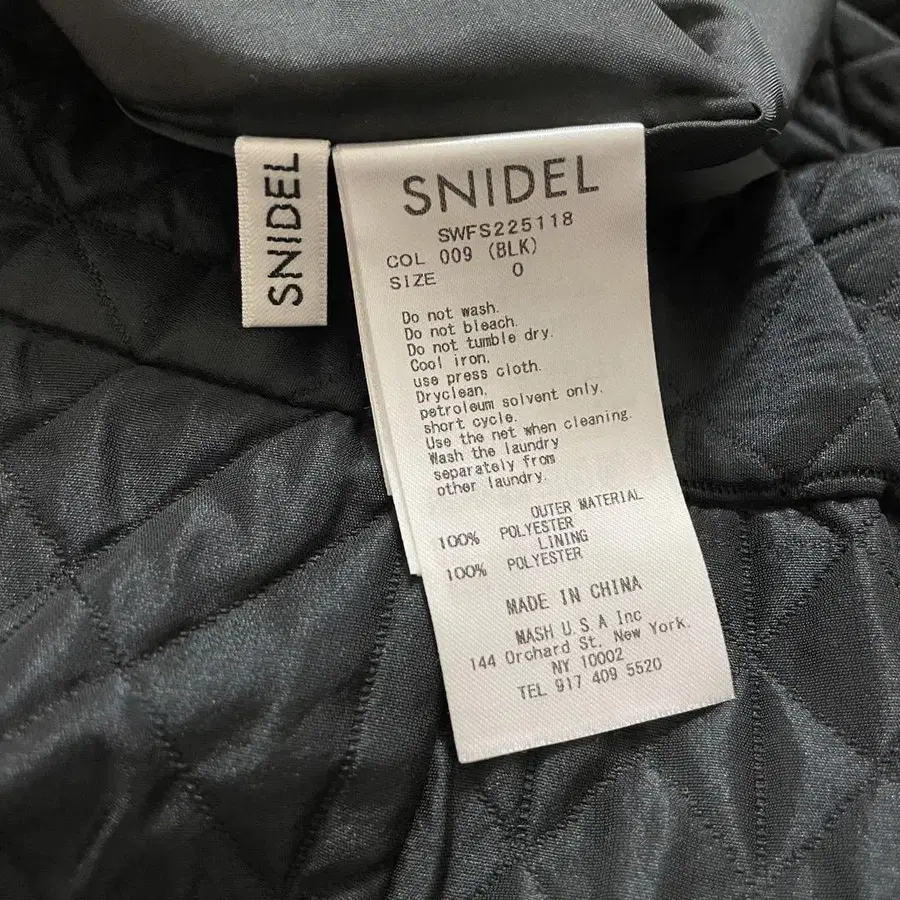 SNIDEL
SNIDEL
SWFS225118
COL 009 (BLK)
SIZE 0
Do not wash.
Do not bleach.
Do not tumble dry.
Cool iron,
use press cloth.
Dryclean,
petroleum solvent only,
short cycle.
Use the net when cleaning.
Wash the laundry
separately from
other laundry.
OUTER MATERIAL
100% POLYESTER
LINING
100% POLYESTER
MADE IN CHINA
MASH U.S.A Inc
144 Orchard St, New York.
NY 10002
TEL 917 409 5520